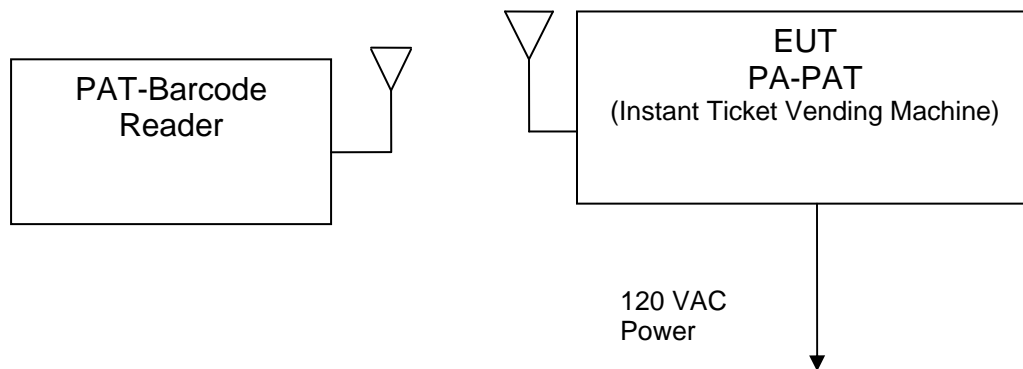 PAT-Barcode
Reader
EUT
PA-PAT
(Instant Ticket Vending Machine)
120 VAC
Power